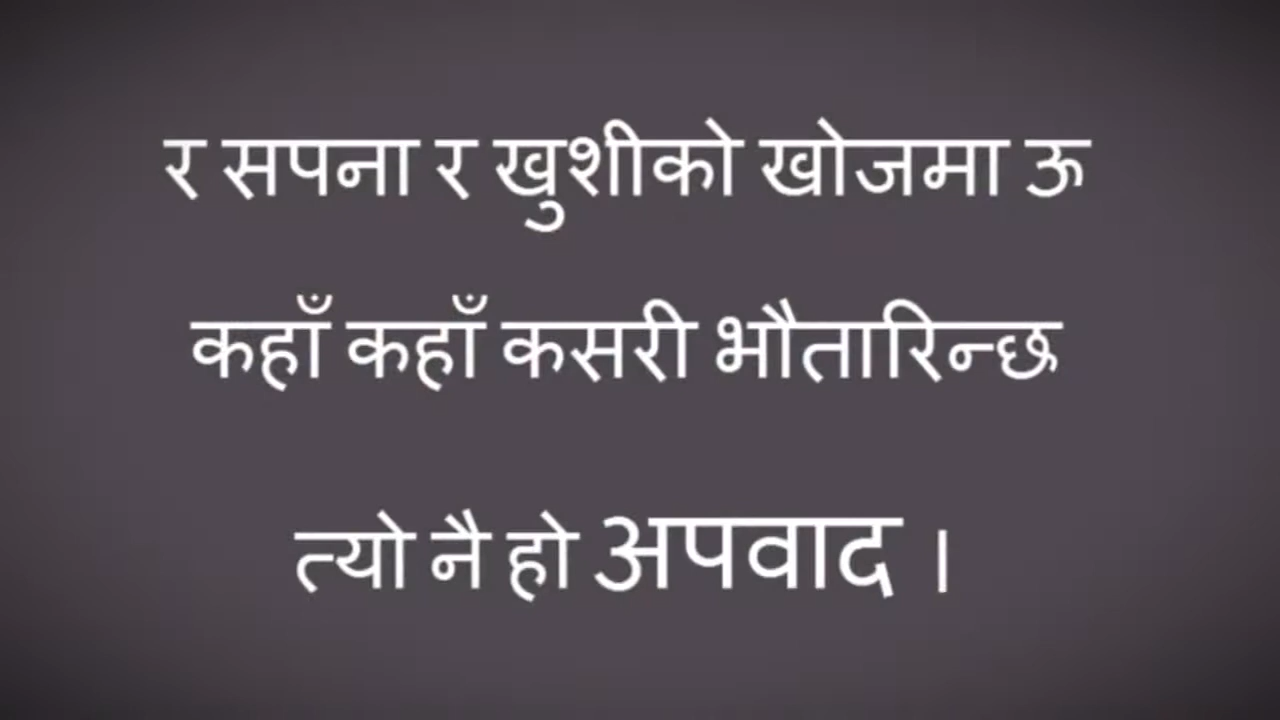 र सपना र खुशीको खोजमा ऊ
कहाँ कहाँ कसरी भौतारिन्छ
त्यो नै हो अपवाद ।